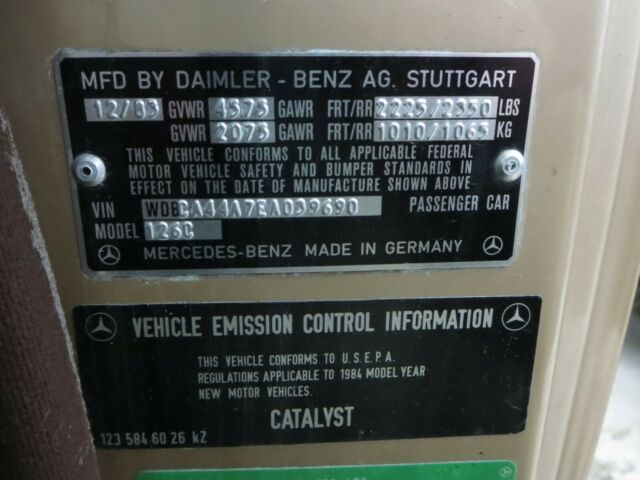 MFD BY DAIMLER - BENZ AG. STUTTGART
12/83 GVWR 4575 GAWR FRT/RR 2225/2350 LBS
GVWR 2075 GAWR FRT/RR 1010/1065 KG
THIS VEHICLE CONFORMS TO ALL APPLICABLE FEDERAL
MOTOR VEHICLE SAFETY AND BUMPER STANDARDS IN
EFFECT ON THE DATE OF MANUFACTURE SHOWN ABOVE
VIN WDBCA44A7EA039690 PASSENGER CAR
MODEL 126C
MERCEDES-BENZ MADE IN GERMANY
VEHICLE EMISSION CONTROL INFORMATION
THIS VEHICLE CONFORMS TO U.S.E.P.A.
REGULATIONS APPLICABLE TO 1984 MODEL YEAR
NEW MOTOR VEHICLES.
CATALYST
123 584 60 26 kZ